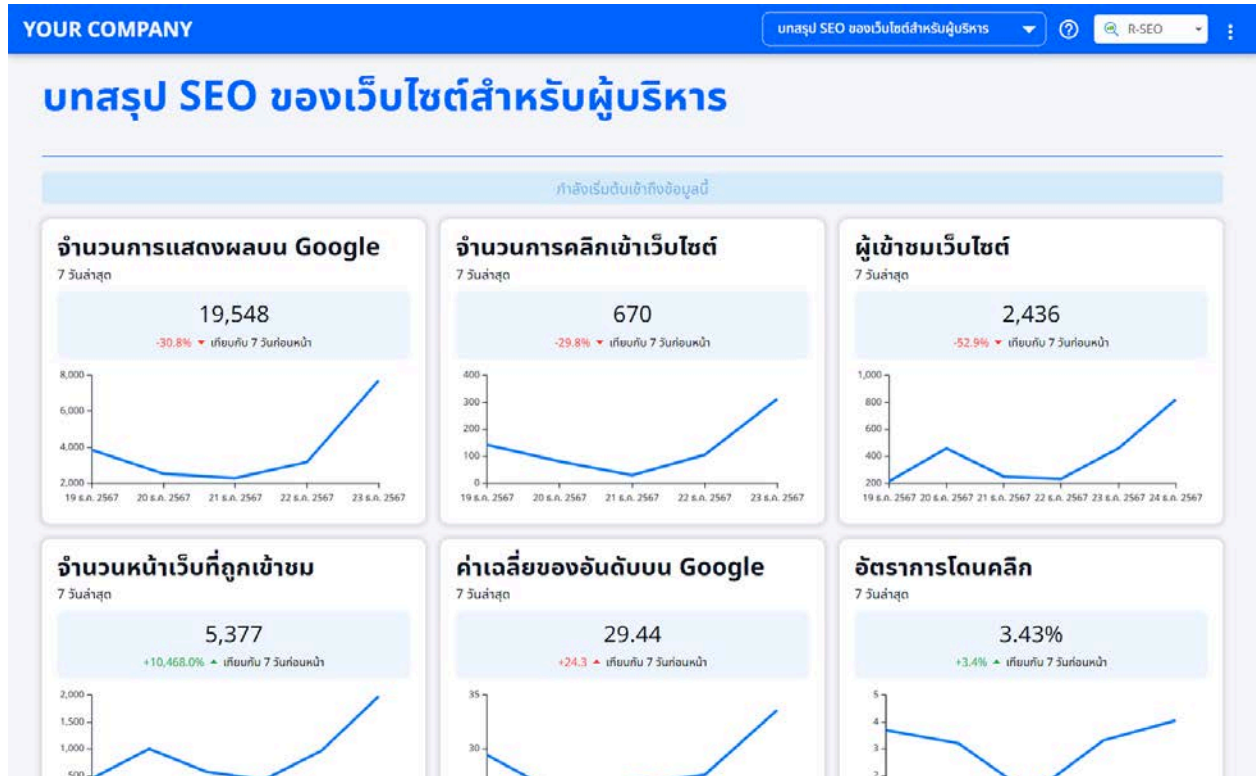 YOUR COMPANY
บทสรุป SEO ของเว็บไซต์สำหรับผู้บริหาร
R-SEO
บทสรุป SEO ของเว็บไซต์สำหรับผู้บริหาร
กำลังเริ่มต้นเข้าถึงข้อมูลนี้
จำนวนการแสดงผลบน Google
7 วันล่าสุด
19,548
-30.8% ▼ เทียบกับ 7 วันก่อนหน้า
8,000
6,000
4,000
2,000
19 ธ.ค. 2567 20 ธ.ค. 2567 21 ธ.ค. 2567 22 ธ.ค. 2567 23 ธ.ค. 2567
จำนวนการคลิกเข้าเว็บไซต์
7 วันล่าสุด
670
-29.8% ▼ เทียบกับ 7 วันก่อนหน้า
400
300
200
100
0
19 ธ.ค. 2567 20 ธ.ค. 2567 21 ธ.ค. 2567 22 ธ.ค. 2567 23 ธ.ค. 2567
ผู้เข้าชมเว็บไซต์
7 วันล่าสุด
2,436
-52.9% ▼ เทียบกับ 7 วันก่อนหน้า
1,000
800
600
400
200
19 ธ.ค. 2567 20 ธ.ค. 2567 21 ธ.ค. 2567 22 ธ.ค. 2567 23 ธ.ค. 2567 24 ธ.ค. 2567
จำนวนหน้าเว็บที่ถูกเข้าชม
7 วันล่าสุด
5,377
+10,468.0% ▲ เทียบกับ 7 วันก่อนหน้า
2,000
1,500
1,000
500
ค่าเฉลี่ยของอันดับบน Google
7 วันล่าสุด
29.44
+24.3 ▲ เทียบกับ 7 วันก่อนหน้า
35
30
อัตราการโดนคลิก
7 วันล่าสุด
3.43%
+3.4% ▲ เทียบกับ 7 วันก่อนหน้า
5
4
3
2